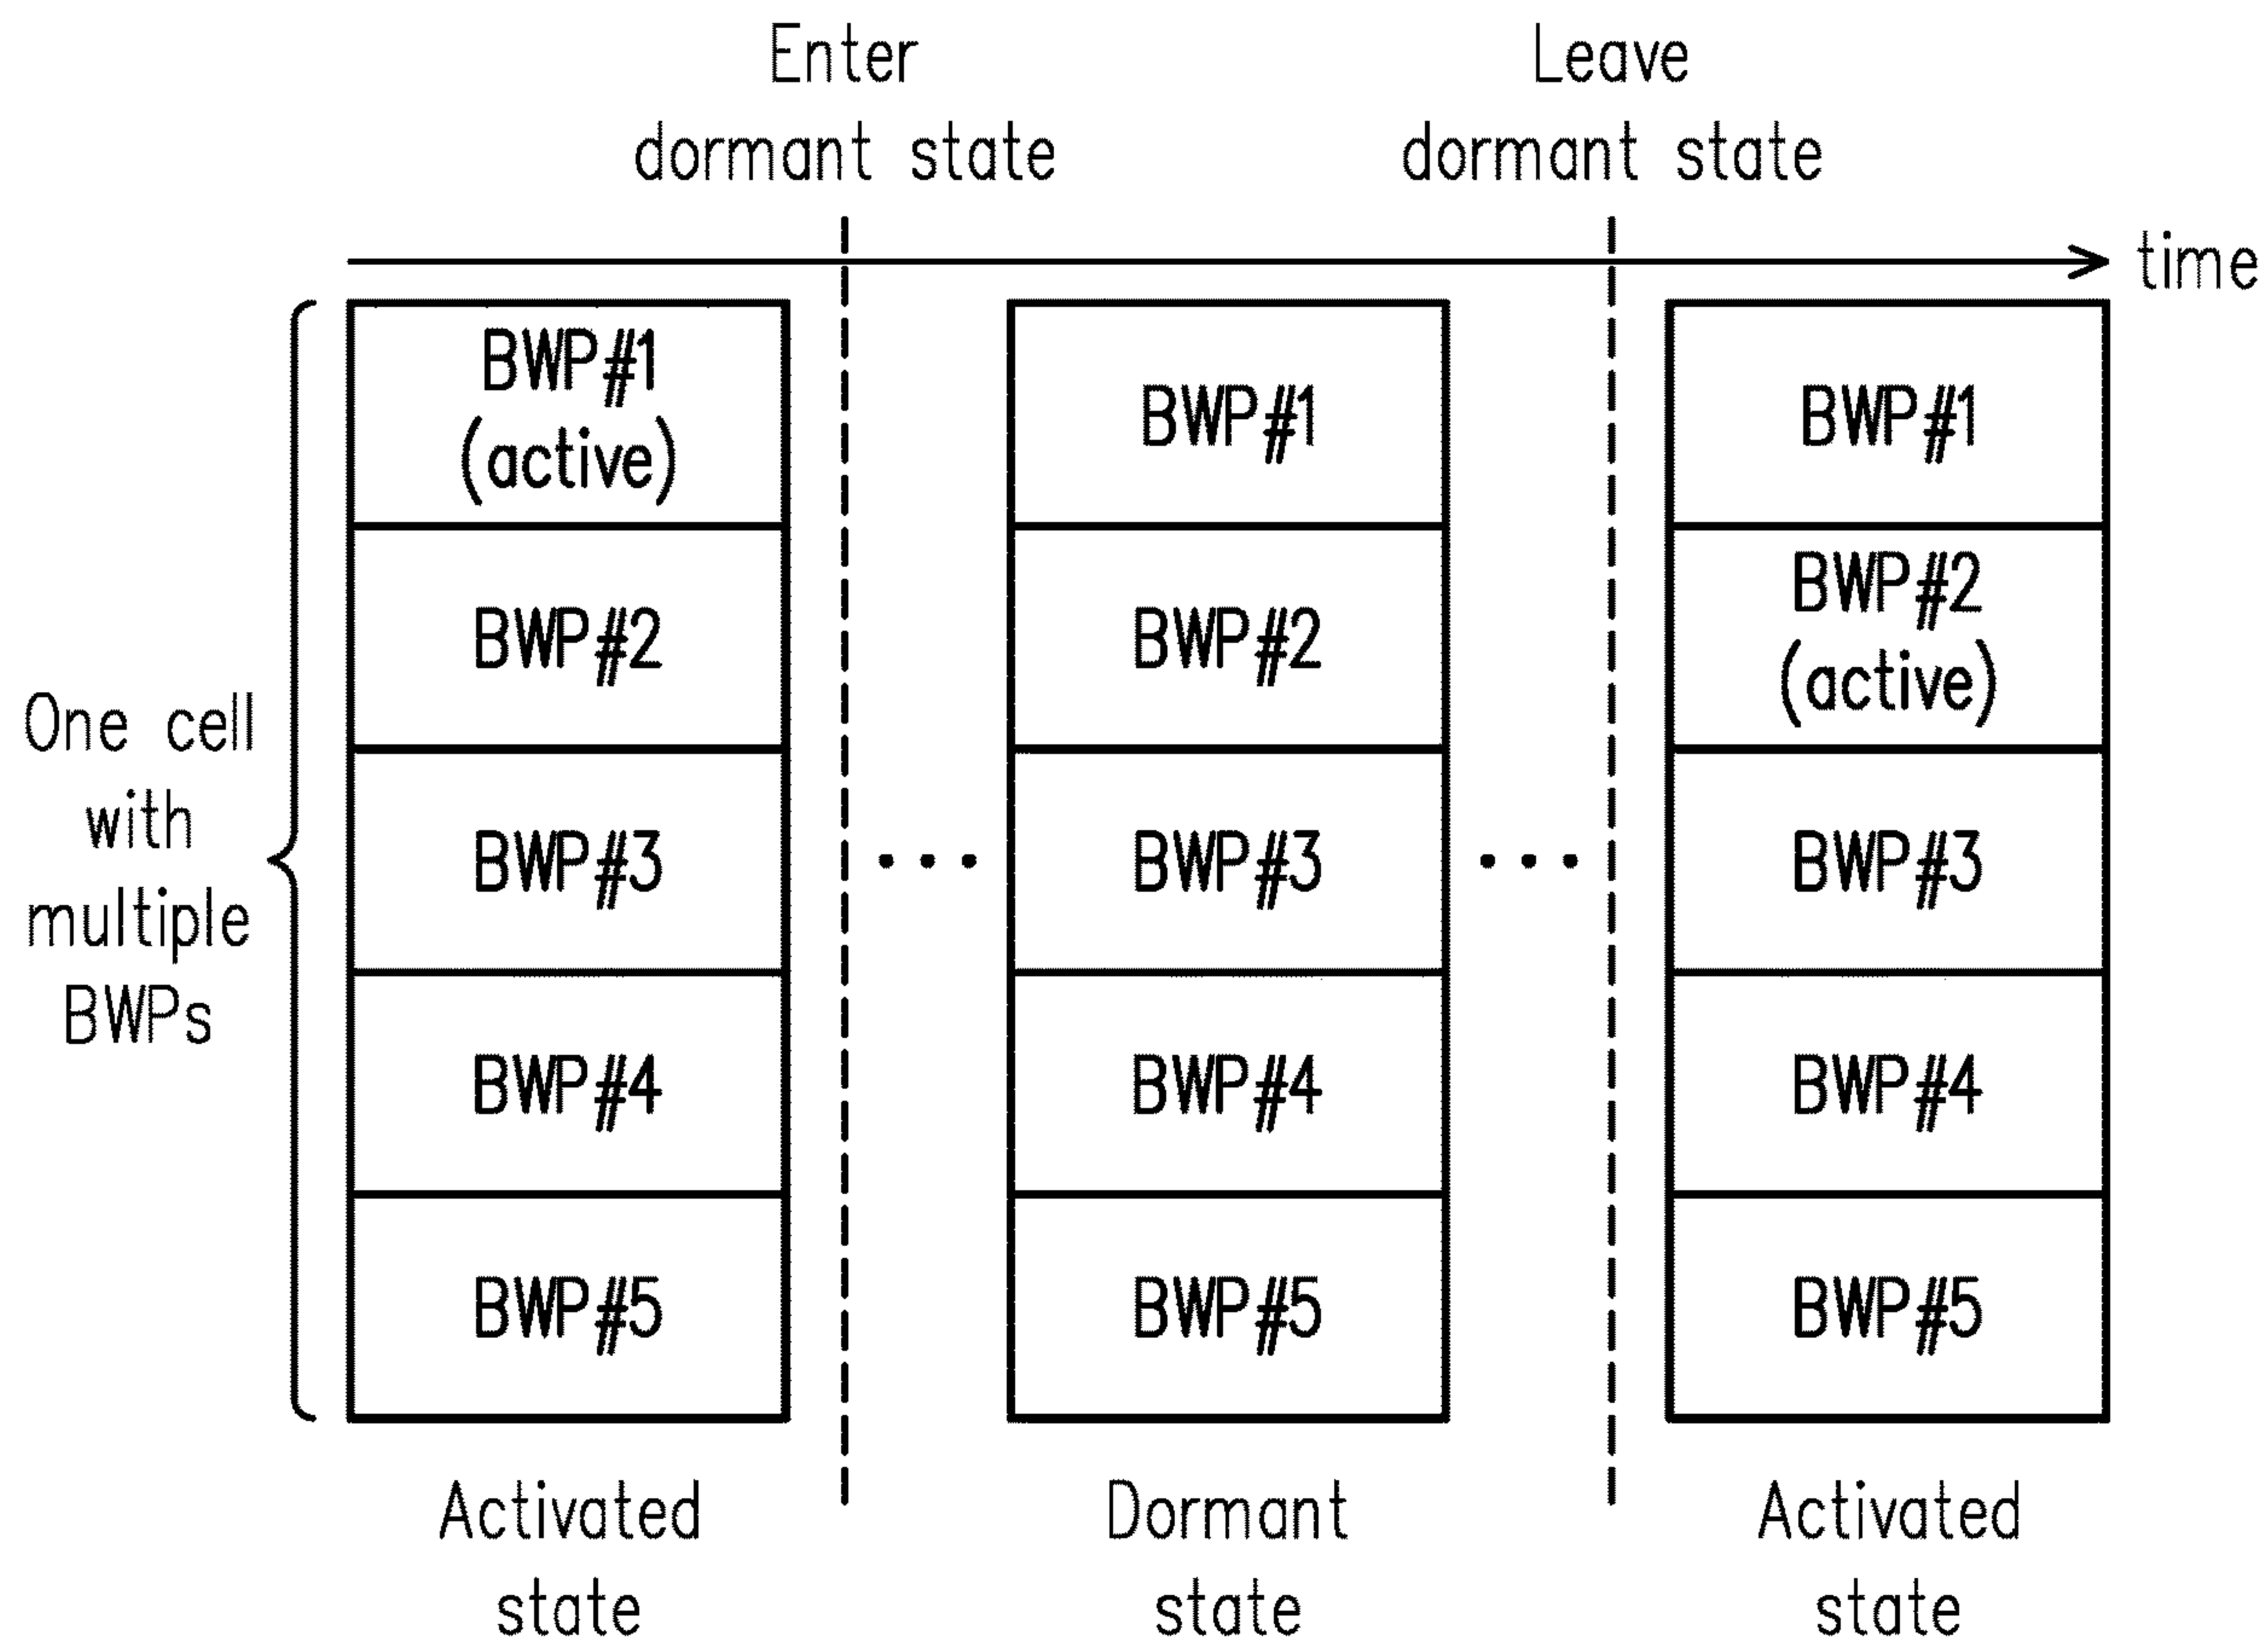 Enter
dormant state
Leave
dormant state
time
One cell
with
multiple
BWPs
BWP#1
(active)
BWP#2
BWP#3
BWP#4
BWP#5
Activated
state
BWP#1
BWP#2
BWP#3
BWP#4
BWP#5
Dormant
state
BWP#1
BWP#2
(active)
BWP#3
BWP#4
BWP#5
Activated
state